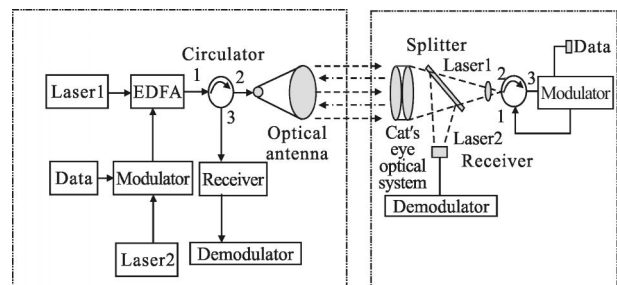 Circulator
Laser1
EDFA
1
2
3
Optical
antenna
Data
Modulator
Receiver
Laser2
Demodulator
Splitter
Laser1
2
3
1
Data
Modulator
Cat's
eye
optical
system
Laser2
Receiver
Demodulator